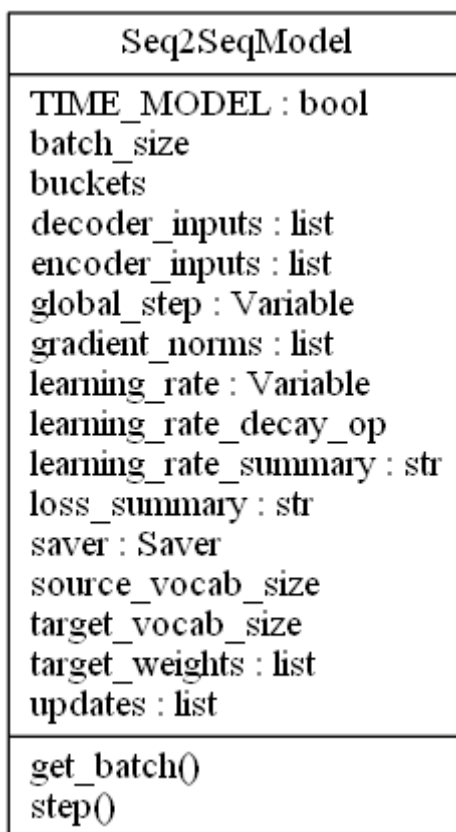 Seq2SeqModel
TIME_MODEL : bool
batch_size
buckets
decoder_inputs : list
encoder_inputs : list
global_step : Variable
gradient_norms : list
learning_rate : Variable
learning_rate_decay_op
learning_rate_summary : str
loss_summary : str
saver : Saver
source_vocab_size
target_vocab_size
target_weights : list
updates : list
get_batch()
step()